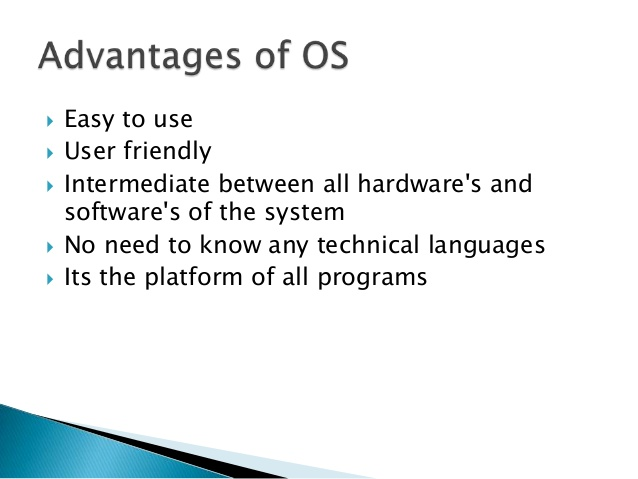 Advantages of OS
Easy to use
User friendly
Intermediate between all hardware's and
software's of the system
No need to know any technical languages
Its the platform of all programs